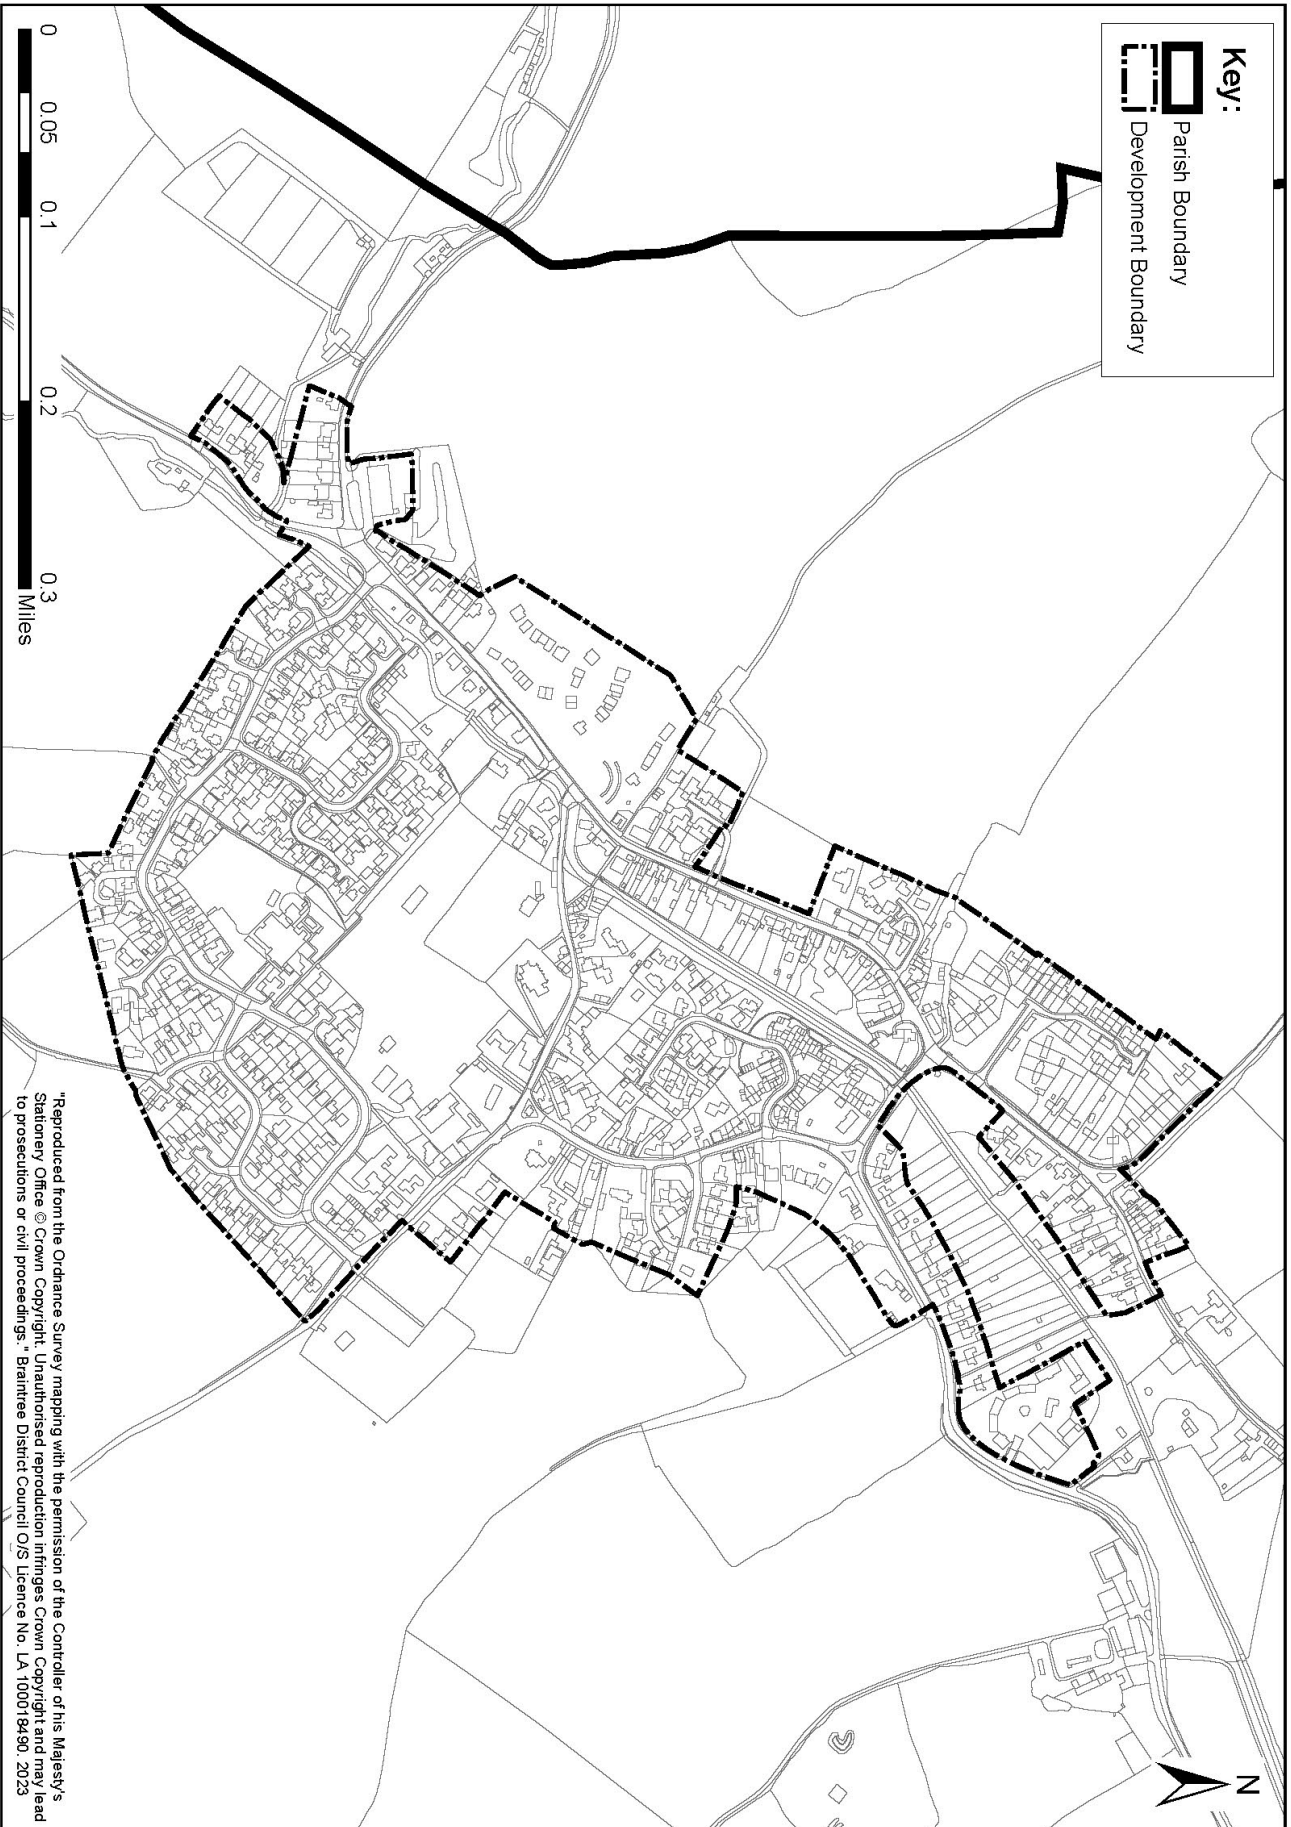 Key:
Parish Boundary
Development Boundary
N
0 0.05 0.1 0.2 0.3
Miles
"Reproduced from the Ordnance Survey mapping with the permission of the Controller of his Majesty's
Stationery Office © Crown Copyright. Unauthorised reproduction infringes Crown Copyright and may lead
to prosecutions or civil proceedings." Braintree District Council O/S Licence No. LA 100018490. 2023